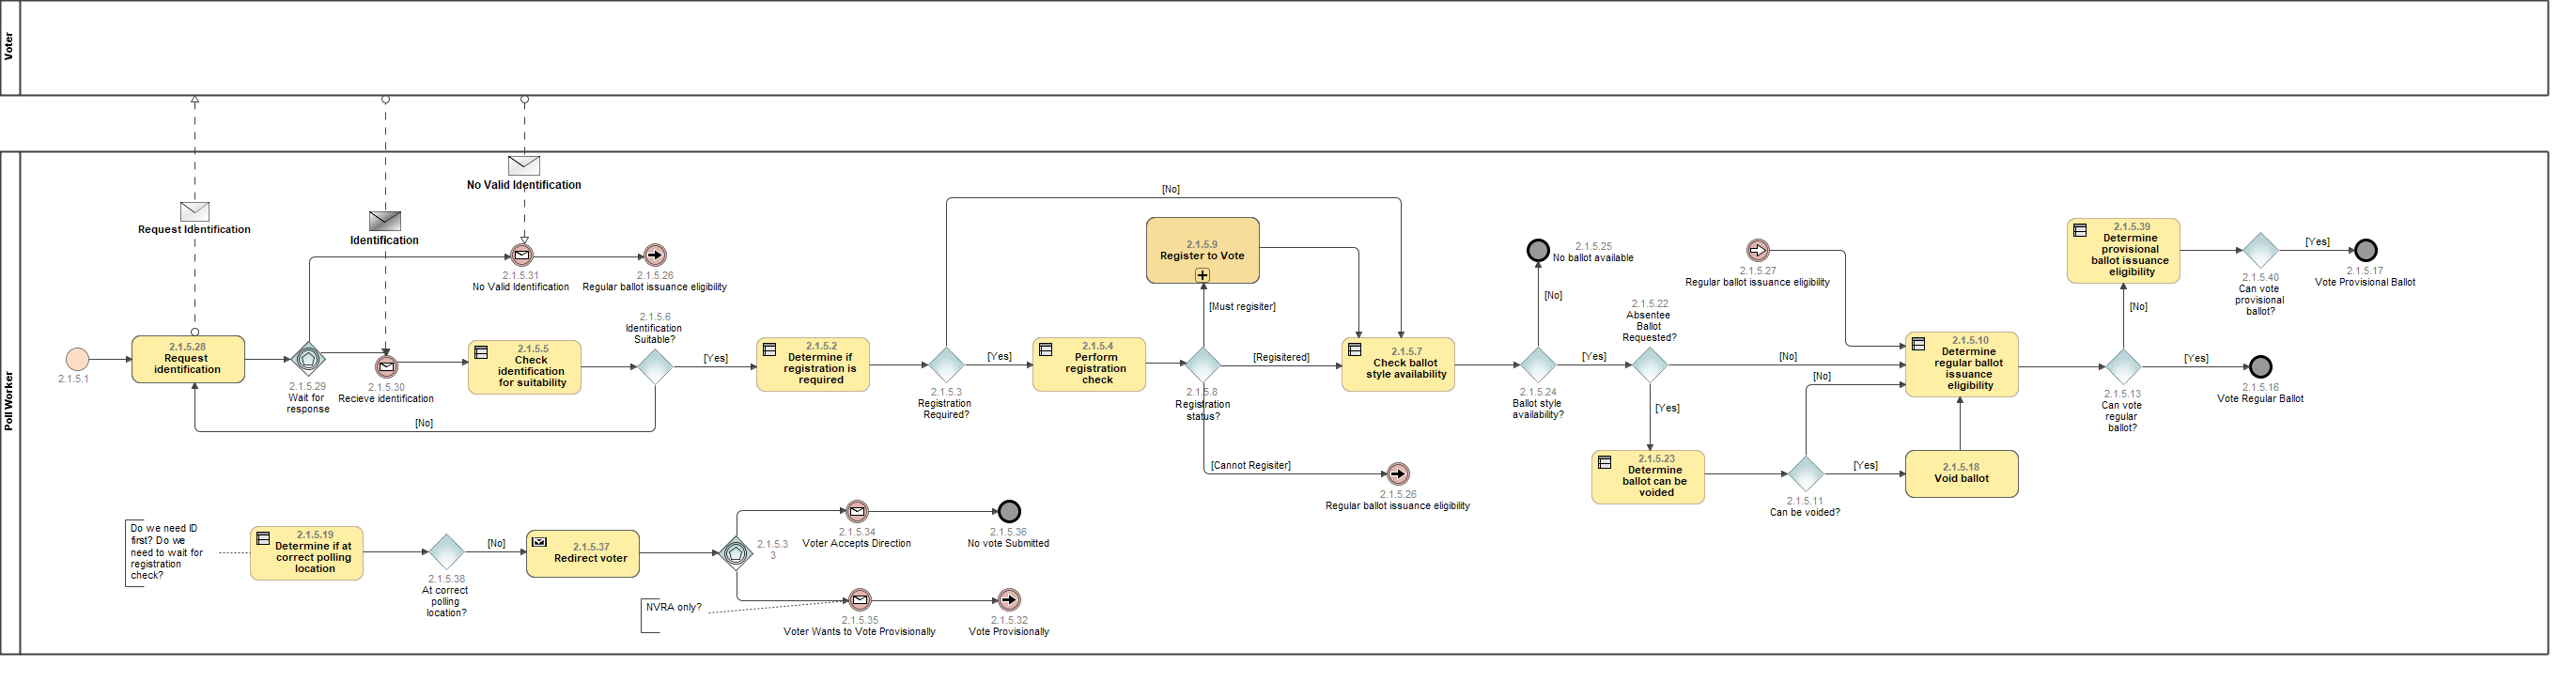 Voter
Poll Worker
No Valid Identification
Request Identification
Identification
2.1.5.31
No Valid Identification
2.1.5.26
Regular ballot issuance eligibility
2.1.5.1
2.1.5.28
Request
identification
2.1.5.29
Wait for
response
2.1.5.30
Recieve identification
2.1.5.5
Check
identification
for suitability
2.1.5.6
Identification
Suitable?
[Yes]
[No]
2.1.5.2
Determine if
registration is
required
2.1.5.3
Registration
Required?
[No]
[Yes]
2.1.5.4
Perform
registration
check
2.1.5.8
Registration
status?
[Must regisiter]
2.1.5.9
Register to Vote
[Regisitered]
[Cannot Regisiter]
2.1.5.26
Regular ballot issuance eligibility
2.1.5.7
Check ballot
style availability
2.1.5.24
Ballot style
availability?
[No]
2.1.5.25
No ballot available
[Yes]
2.1.5.22
Absentee
Ballot
Requested?
[No]
[Yes]
2.1.5.27
Regular ballot issuance eligibility
2.1.5.23
Determine
ballot can be
voided
2.1.5.11
Can be voided?
[No]
[Yes]
2.1.5.18
Void ballot
2.1.5.10
Determine
regular ballot
issuance
eligibility
2.1.5.13
Can vote
regular
ballot?
[No]
[Yes]
2.1.5.16
Vote Regular Ballot
2.1.5.39
Determine
provisional
ballot issuance
eligibility
2.1.5.40
Can vote
provisional
ballot?
[Yes]
2.1.5.17
Vote Provisional Ballot
Do we need ID
first? Do we
need to wait for
registration
check?
2.1.5.19
Determine if at
correct polling
location
2.1.5.38
At correct
polling
location?
[No]
2.1.5.37
Redirect voter
2.1.5.3
3
2.1.5.34
Voter Accepts Direction
2.1.5.36
No vote Submitted
NVRA only?
2.1.5.35
Voter Wants to Vote Provisionally
2.1.5.32
Vote Provisionally